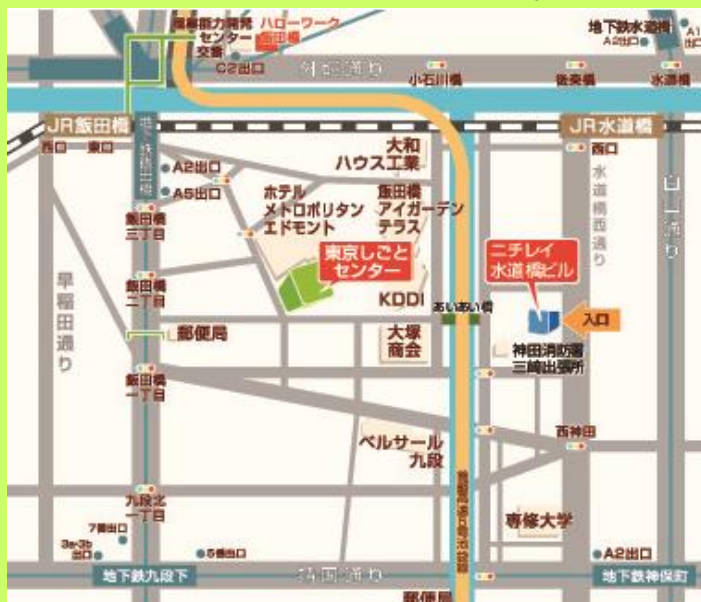 ハローワーク
飯田橋
センター
交番
C2出口
外堀通り
地下鉄水道橋
A2出口
小石川橋
後楽橋
水道橋
JR飯田橋
JR水道橋
西口
東口
西口
地下鉄飯田橋
A2出口
A5出口
大和
ハウス工業
飯田橋
三丁目
ホテル
メトロポリタン
エドモント
飯田橋
アイガーデン
テラス
水道橋西通り
白山通り
東京しごと
センター
ニチレイ
水道橋ビル
早稲田通り
飯田橋
二丁目
KDDI
あいあい橋
入口
郵便局
大塚
商会
神田消防署
三崎出張所
飯田橋
一丁目
ベルサール
九段
西神田
九段北
一丁目
専修大学
7番出口
3a・3b
出口
5番出口
A2出口
地下鉄九段下
靖国通り
地下鉄神保町
郵便局